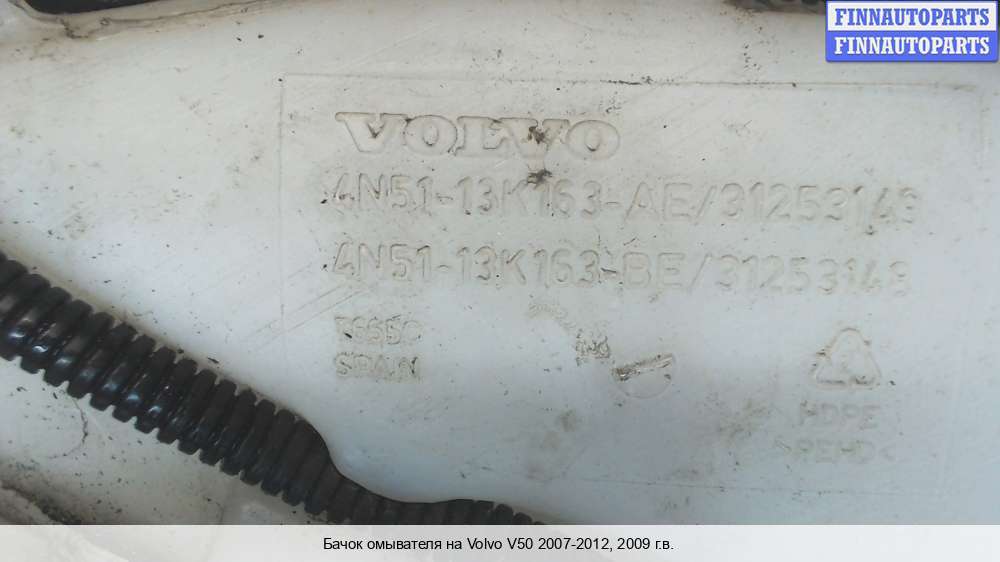 FINNAUTOPARTS
FINNAUTOPARTS
VOLVO
4N51-13K163-AE/31253149
4N51-13K163-BE/31253148
SPAIN
HDPE
>PEHD<
Бачок омывателя на Volvo V50 2007-2012, 2009 г.в.